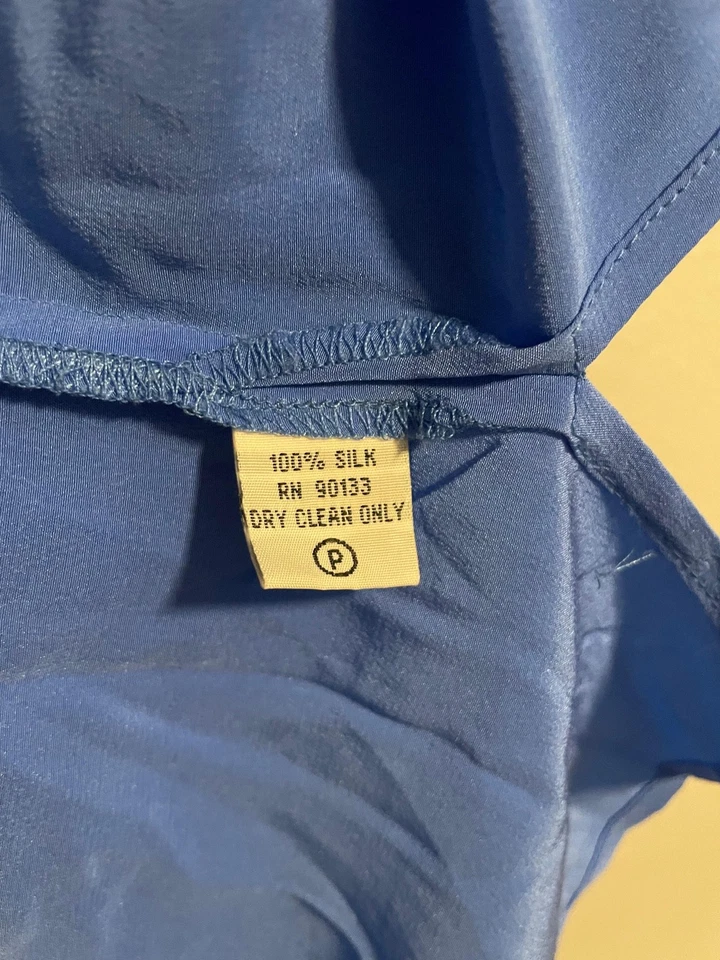 100% SILK
RN 90133
DRY CLEAN ONLY
P